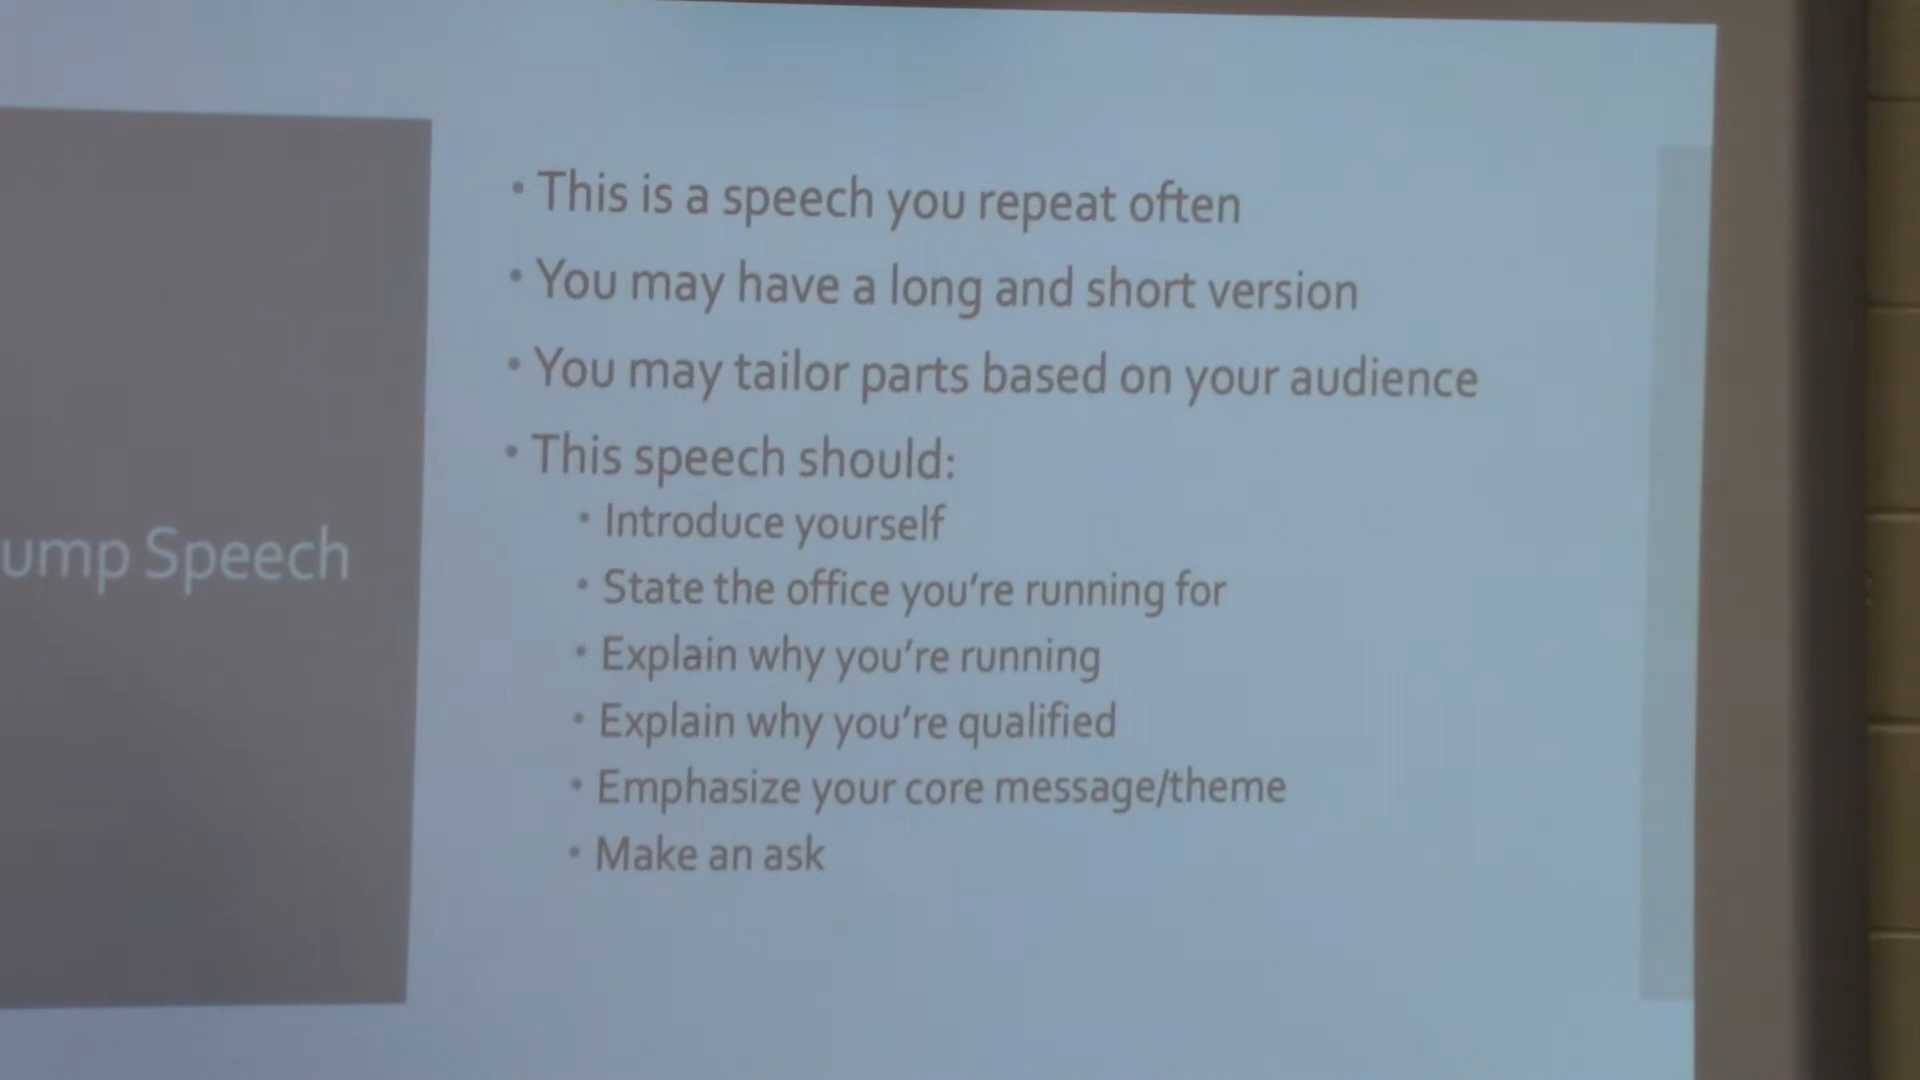 ump Speech
• This is a speech you repeat often
• You may have a long and short version
• You may tailor parts based on your audience
• This speech should:
• Introduce yourself
• State the office you're running for
• Explain why you're running
• Explain why you're qualified
• Emphasize your core message/theme
• Make an ask